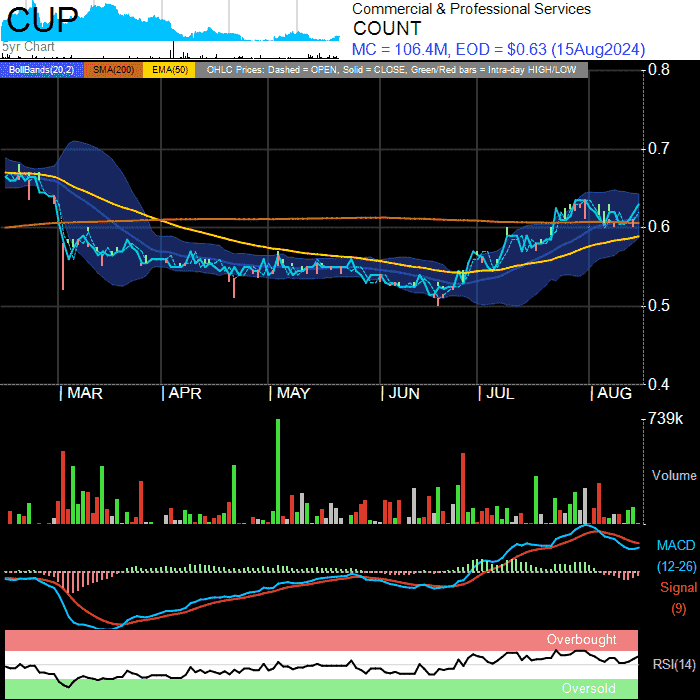 CUP
5yr Chart
Commercial & Professional Services
COUNT
MC = 106.4M, EOD = $0.63 (15Aug2024)
BollBands(20,2) SMA(200) EMA(50) OHLC Prices: Dashed = OPEN, Solid = CLOSE, Green/Red bars = Intra-day HIGH/LOW
0.8
0.7
0.6
0.5
0.4
MAR APR MAY JUN JUL AUG
739k
Volume
MACD
(12-26)
Signal
(9)
Overbought
RSI(14)
Oversold